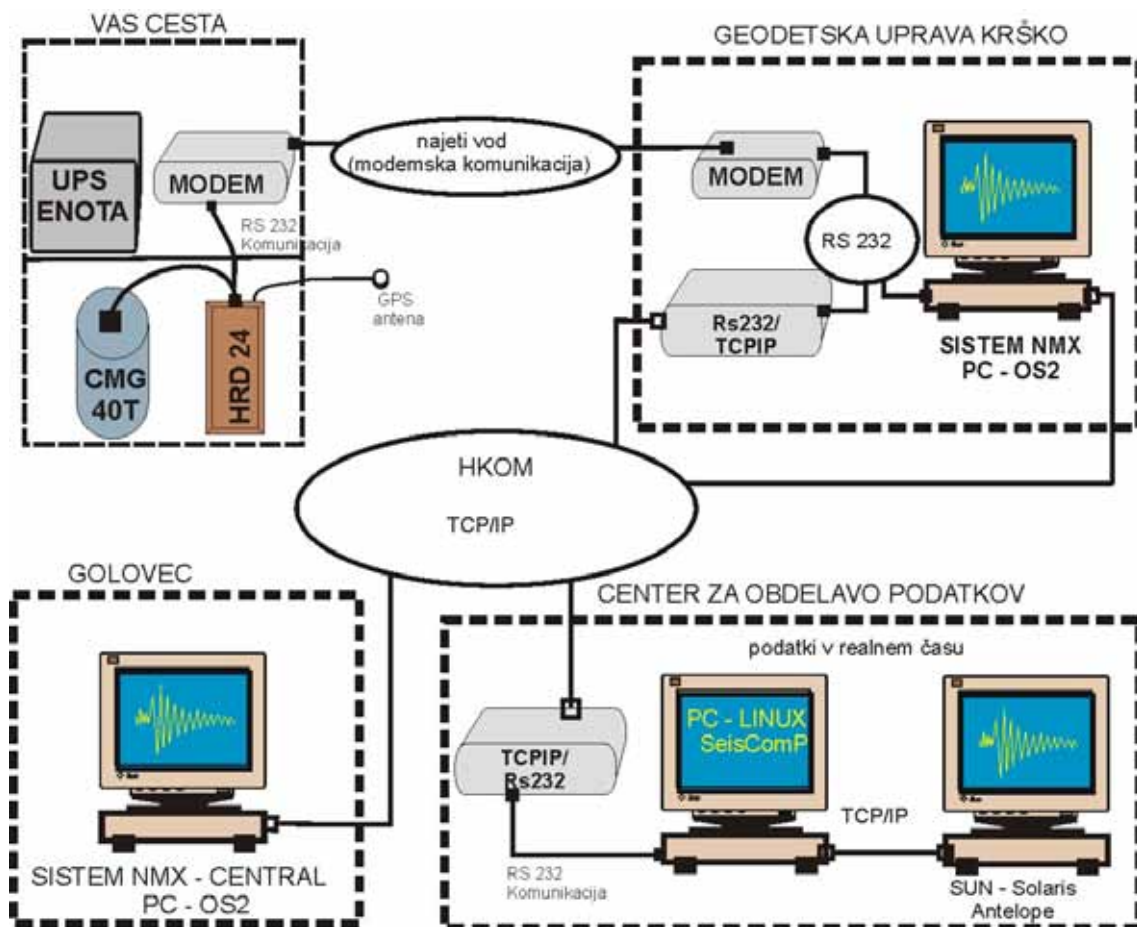 VAS CESTA
UPS
ENOTA
MODEM
RS 232
Komunikacija
CMG
40T
HRD 24
GPS
antena
najeti vod
(modemska komunikacija)
GEODETSKA UPRAVA KRŠKO
MODEM
RS 232
Rs232/
TCPIP
SISTEM NMX
PC - OS2
HKOM
TCP/IP
GOLOVEC
SISTEM NMX - CENTRAL
PC - OS2
CENTER ZA OBDELAVO PODATKOV
podatki v realnem času
TCPIP/
Rs232
RS 232
Komunikacija
PC - LINUX
SeisComP
TCP/IP
SUN - Solaris
Antelope